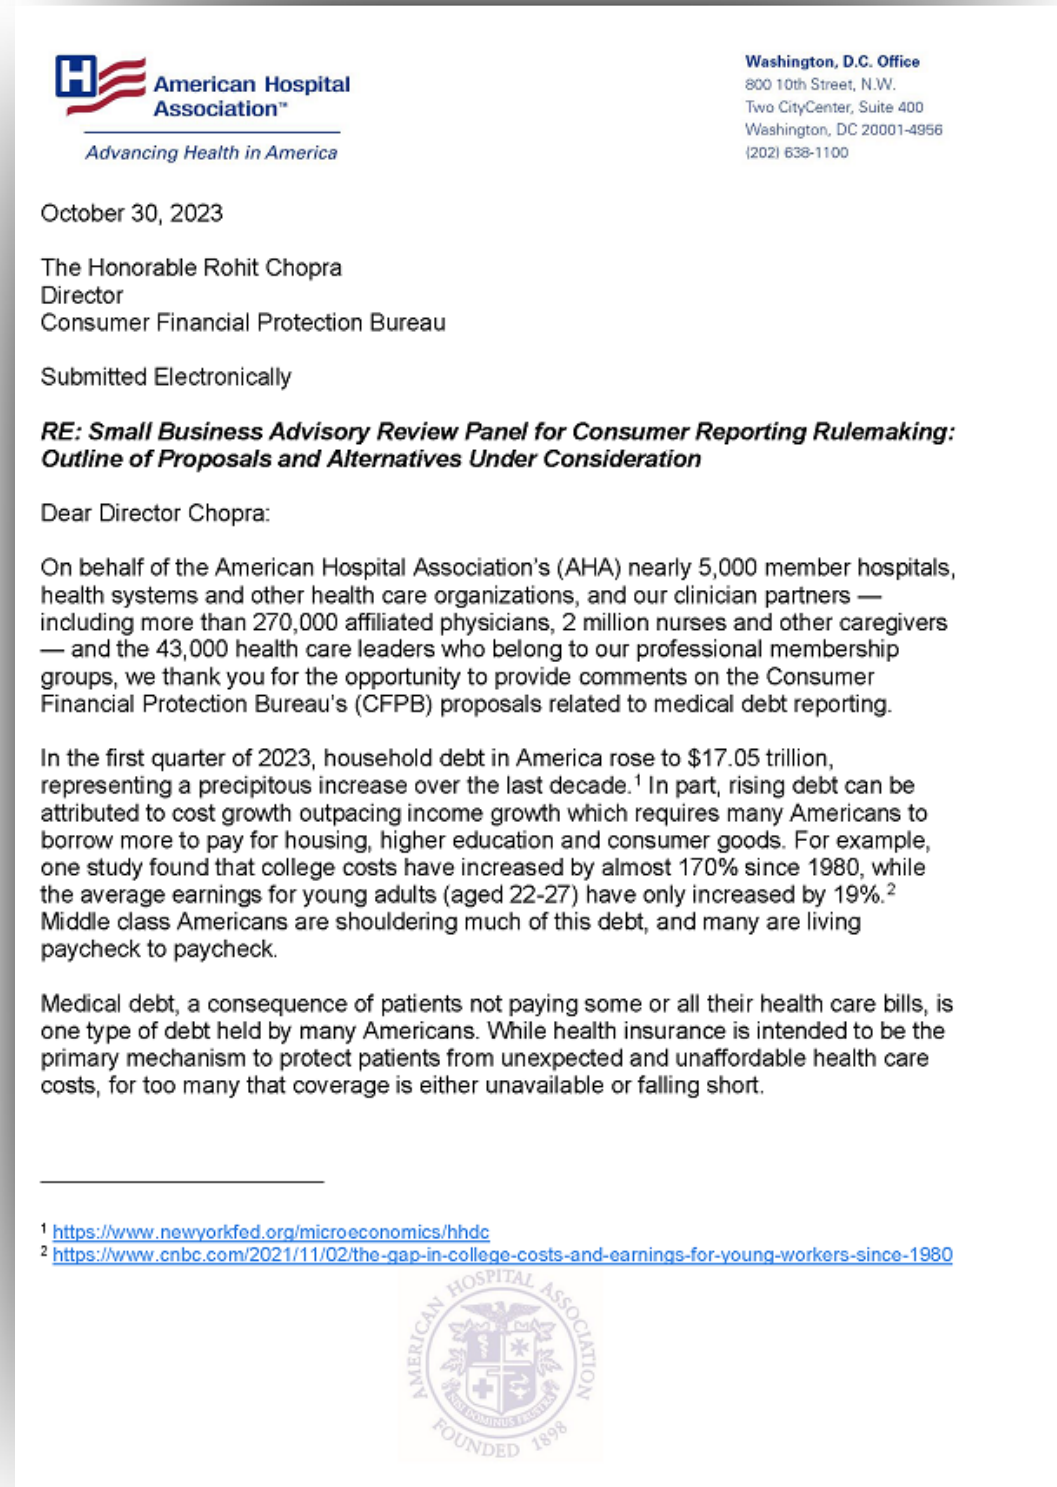 H American Hospital
Association™
Advancing Health in America
Washington, D.C. Office
800 10th Street, N.W.
Two CityCenter, Suite 400
Washington, DC 20001-4956
(202) 638-1100
October 30, 2023
The Honorable Rohit Chopra
Director
Consumer Financial Protection Bureau
Submitted Electronically
RE: Small Business Advisory Review Panel for Consumer Reporting Rulemaking:
Outline of Proposals and Alternatives Under Consideration
Dear Director Chopra:
On behalf of the American Hospital Association’s (AHA) nearly 5,000 member hospitals,
health systems and other health care organizations, and our clinician partners —
including more than 270,000 affiliated physicians, 2 million nurses and other caregivers
— and the 43,000 health care leaders who belong to our professional membership
groups, we thank you for the opportunity to provide comments on the Consumer
Financial Protection Bureau’s (CFPB) proposals related to medical debt reporting.
In the first quarter of 2023, household debt in America rose to $17.05 trillion,
representing a precipitous increase over the last decade.¹ In part, rising debt can be
attributed to cost growth outpacing income growth which requires many Americans to
borrow more to pay for housing, higher education and consumer goods. For example,
one study found that college costs have increased by almost 170% since 1980, while
the average earnings for young adults (aged 22-27) have only increased by 19%.²
Middle class Americans are shouldering much of this debt, and many are living
paycheck to paycheck.
Medical debt, a consequence of patients not paying some or all their health care bills, is
one type of debt held by many Americans. While health insurance is intended to be the
primary mechanism to protect patients from unexpected and unaffordable health care
costs, for too many that coverage is either unavailable or falling short.
¹ https://www.newyorkfed.org/microeconomics/hhdc
² https://www.cnbc.com/2021/11/02/the-gap-in-college-costs-and-earnings-for-young-workers-since-1980
AMERICAN HOSPITAL ASSOCIATION
NISI DOMINUS FRUSTRA
FOUNDED 1898